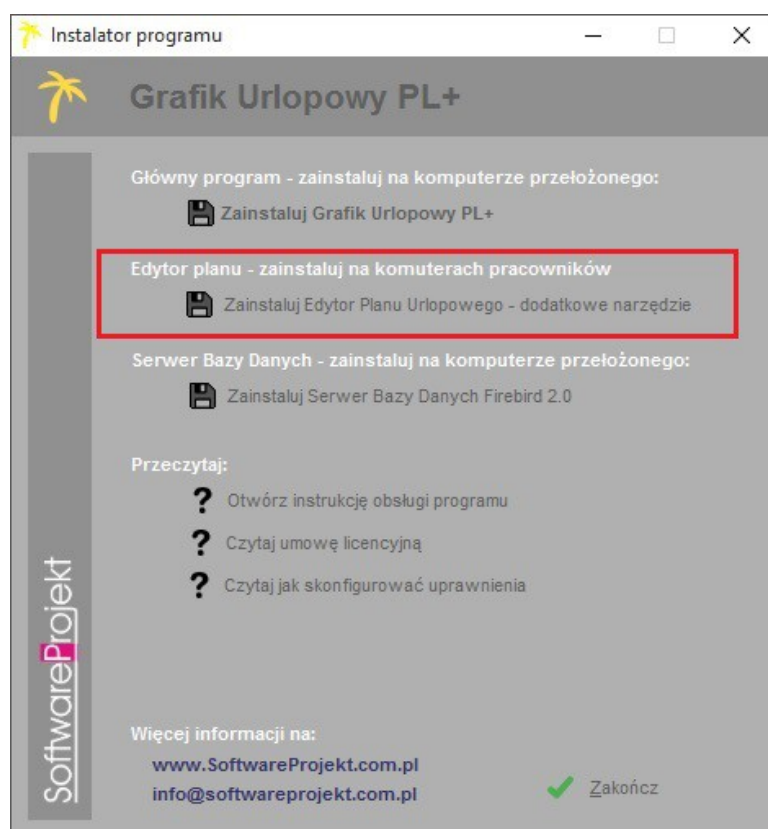 Instalator programu
Grafik Urlopowy PL+
Główny program - zainstaluj na komputerze przełożonego:
Zainstaluj Grafik Urlopowy PL+
Edytor planu - zainstaluj na komuterach pracowników
Zainstaluj Edytor Planu Urlopowego - dodatkowe narzędzie
Serwer Bazy Danych - zainstaluj na komputerze przełożonego:
Zainstaluj Serwer Bazy Danych Firebird 2.0
Przeczytaj:
? Otwórz instrukcję obsługi programu
? Czytaj umowę licencyjną
? Czytaj jak skonfigurować uprawnienia
SoftwareProjekt
Więcej informacji na:
www.SoftwareProjekt.com.pl
info@softwareprojekt.com.pl
Zakończ